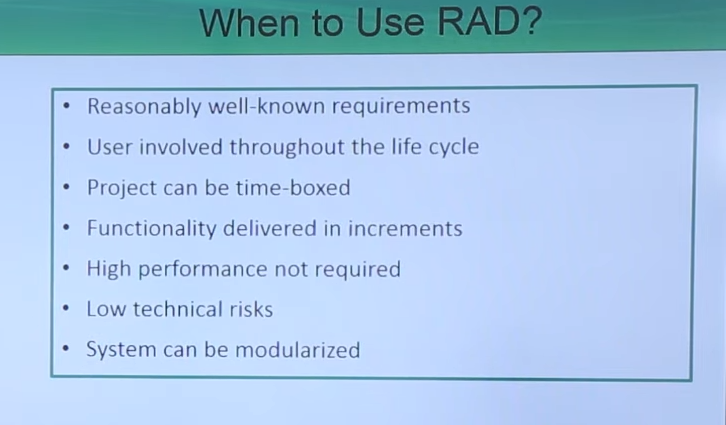 When to Use RAD?
• Reasonably well-known requirements
• User involved throughout the life cycle
• Project can be time-boxed
• Functionality delivered in increments
• High performance not required
• Low technical risks
• System can be modularized